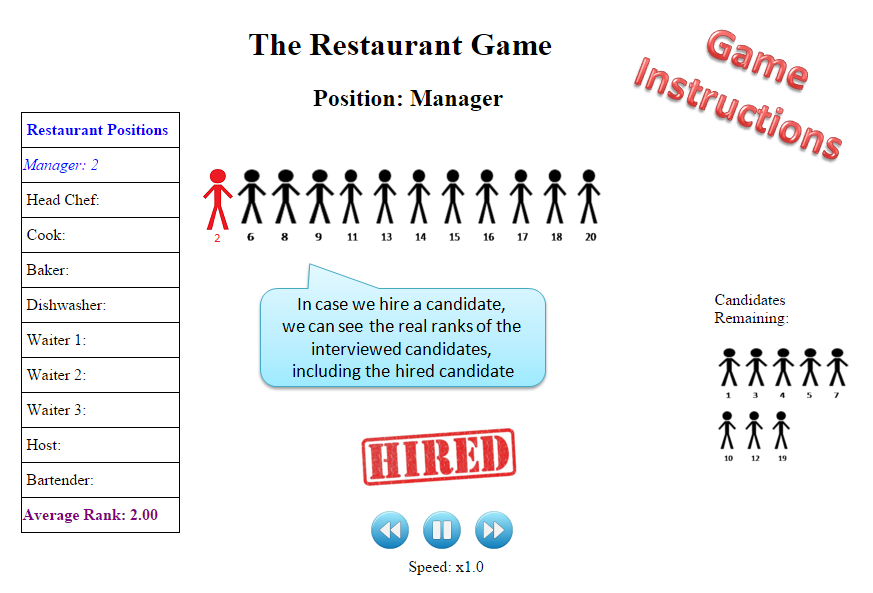 The Restaurant Game
Position: Manager
Game
Instructions
Restaurant Positions
Manager: 2
Head Chef:
Cook:
Baker:
Dishwasher:
Waiter 1:
Waiter 2:
Waiter 3:
Host:
Bartender:
Average Rank: 2.00
2 6 8 9 11 13 14 15 16 17 18 20
In case we hire a candidate,
we can see the real ranks of the
interviewed candidates,
including the hired candidate
Candidates
Remaining:
1 3 4 5 7
10 12 19
HIRED
Speed: x1.0